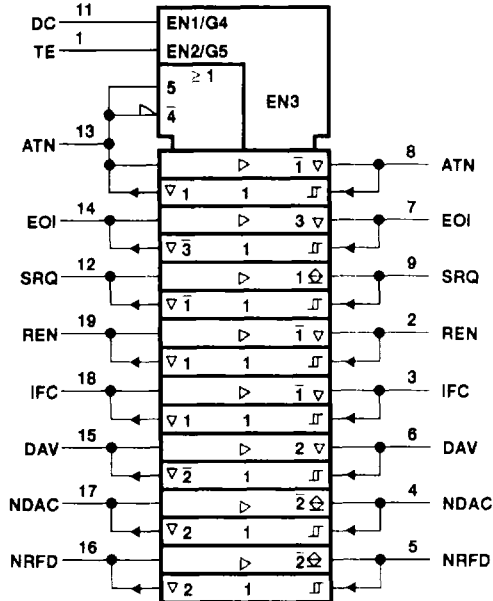 DC 11 EN1/G4
TE 1 EN2/G5
≥ 1
5 EN3
4̅
ATN 13
▷ 1̅ ▽ 8 ATN
▽ 1 1
EOI 14 ▷ 3 ▽ 7 EOI
▽ 3̅ 1
SRQ 12 ▷ 1 9 SRQ
▽ 1̅ 1
REN 19 ▷ 1̅ ▽ 2 REN
▽ 1 1
IFC 18 ▷ 1̅ ▽ 3 IFC
▽ 1 1
DAV 15 ▷ 2 ▽ 6 DAV
▽ 2̅ 1
NDAC 17 ▷ 2̅ 4 NDAC
▽ 2 1
NRFD 16 ▷ 2̅ 5 NRFD
▽ 2 1